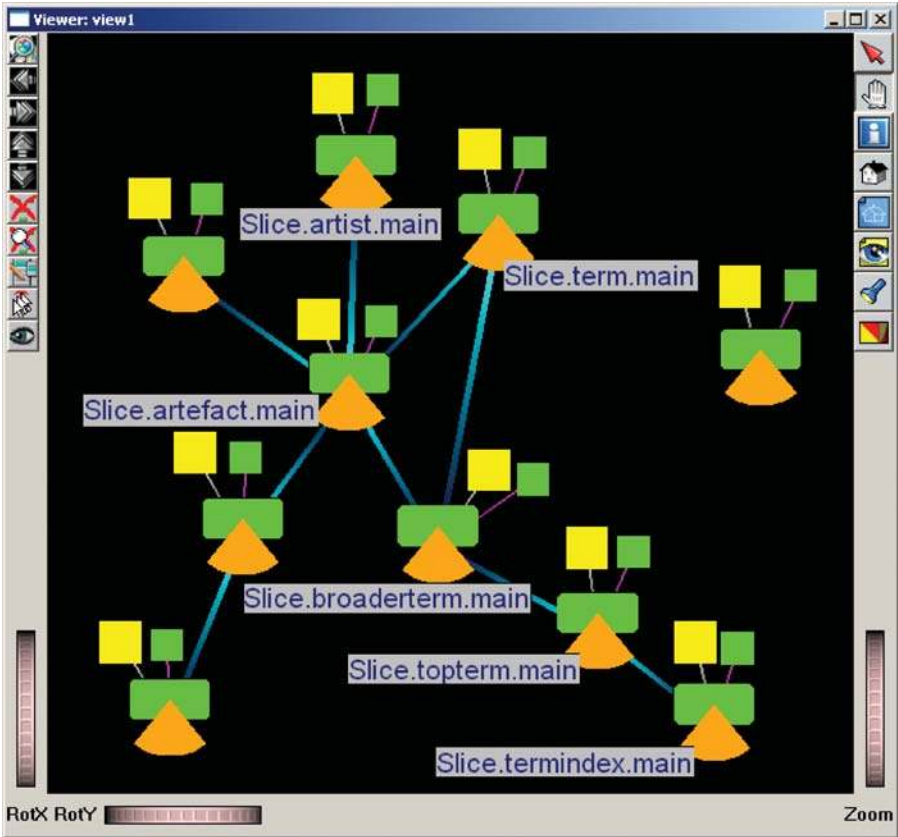 Viewer: view1
Slice.artist.main
Slice.term.main
Slice.artefact.main
Slice.broaderterm.main
Slice.topterm.main
Slice.termindex.main
RotX RotY
Zoom